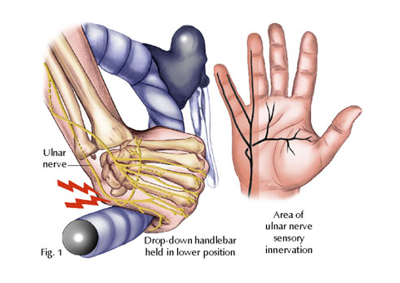 Ulnar
nerve
Fig. 1
Drop-down handlebar
held in lower position
Area of
ulnar nerve
sensory
innervation